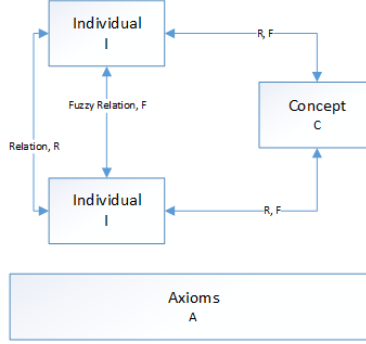 Individual
I
R, F
Fuzzy Relation, F
Concept
C
Relation, R
Individual
I
R, F
Axioms
A